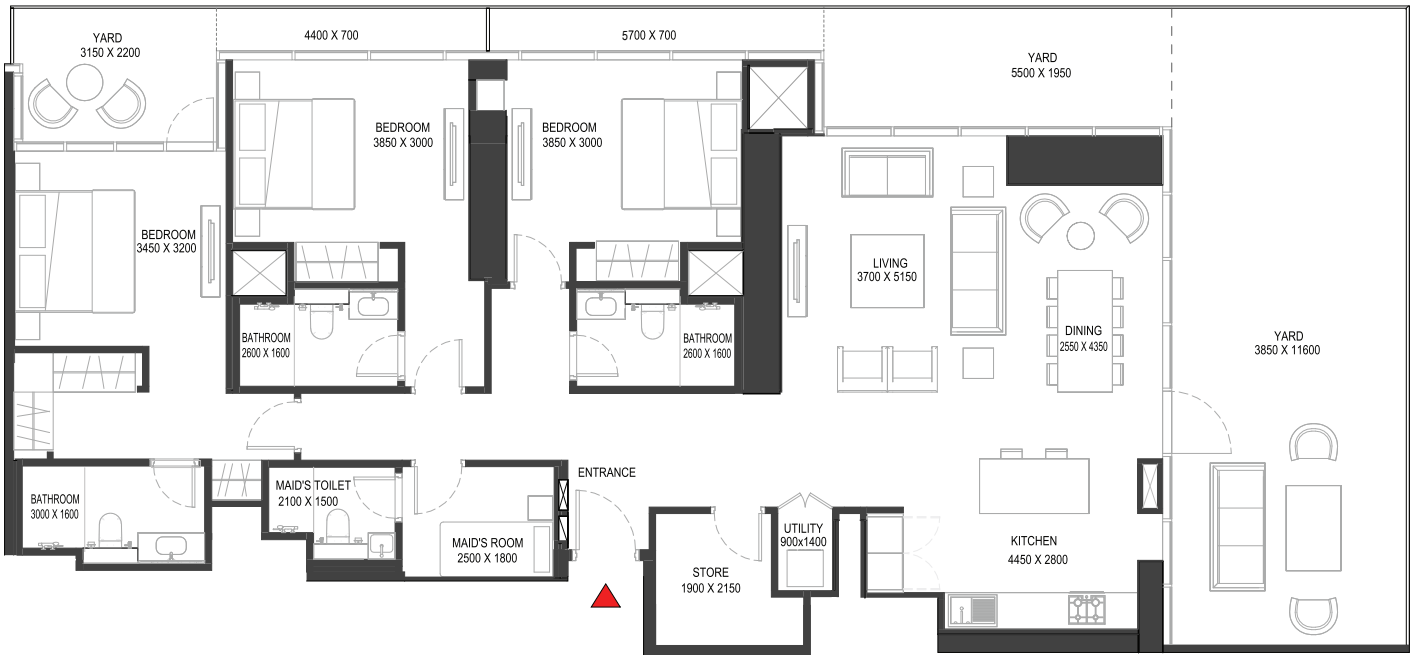 YARD
3150 X 2200
4400 X 700
5700 X 700
YARD
5500 X 1950
BEDROOM
3850 X 3000
BEDROOM
3850 X 3000
BEDROOM
3450 X 3200
LIVING
3700 X 5150
BATHROOM
2600 X 1600
BATHROOM
2600 X 1600
DINING
2550 X 4350
YARD
3850 X 11600
ENTRANCE
MAID'S TOILET
2100 X 1500
BATHROOM
3000 X 1600
MAID'S ROOM
2500 X 1800
UTILITY
900x1400
KITCHEN
4450 X 2800
STORE
1900 X 2150